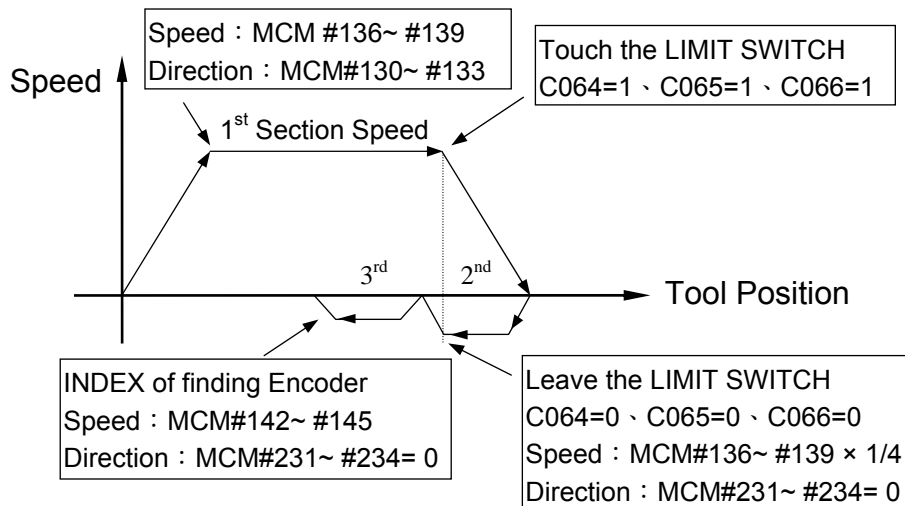 Speed：MCM #136~ #139
Direction：MCM#130~ #133
Touch the LIMIT SWITCH
C064=1、C065=1、C066=1
Speed
1st Section Speed
3rd
2nd
Tool Position
INDEX of finding Encoder
Speed：MCM#142~ #145
Direction：MCM#231~ #234= 0
Leave the LIMIT SWITCH
C064=0、C065=0、C066=0
Speed：MCM#136~ #139 × 1/4
Direction：MCM#231~ #234= 0